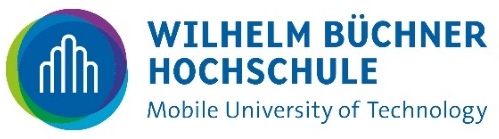 WILHELM BÜCHNER
HOCHSCHULE
Mobile University of Technology